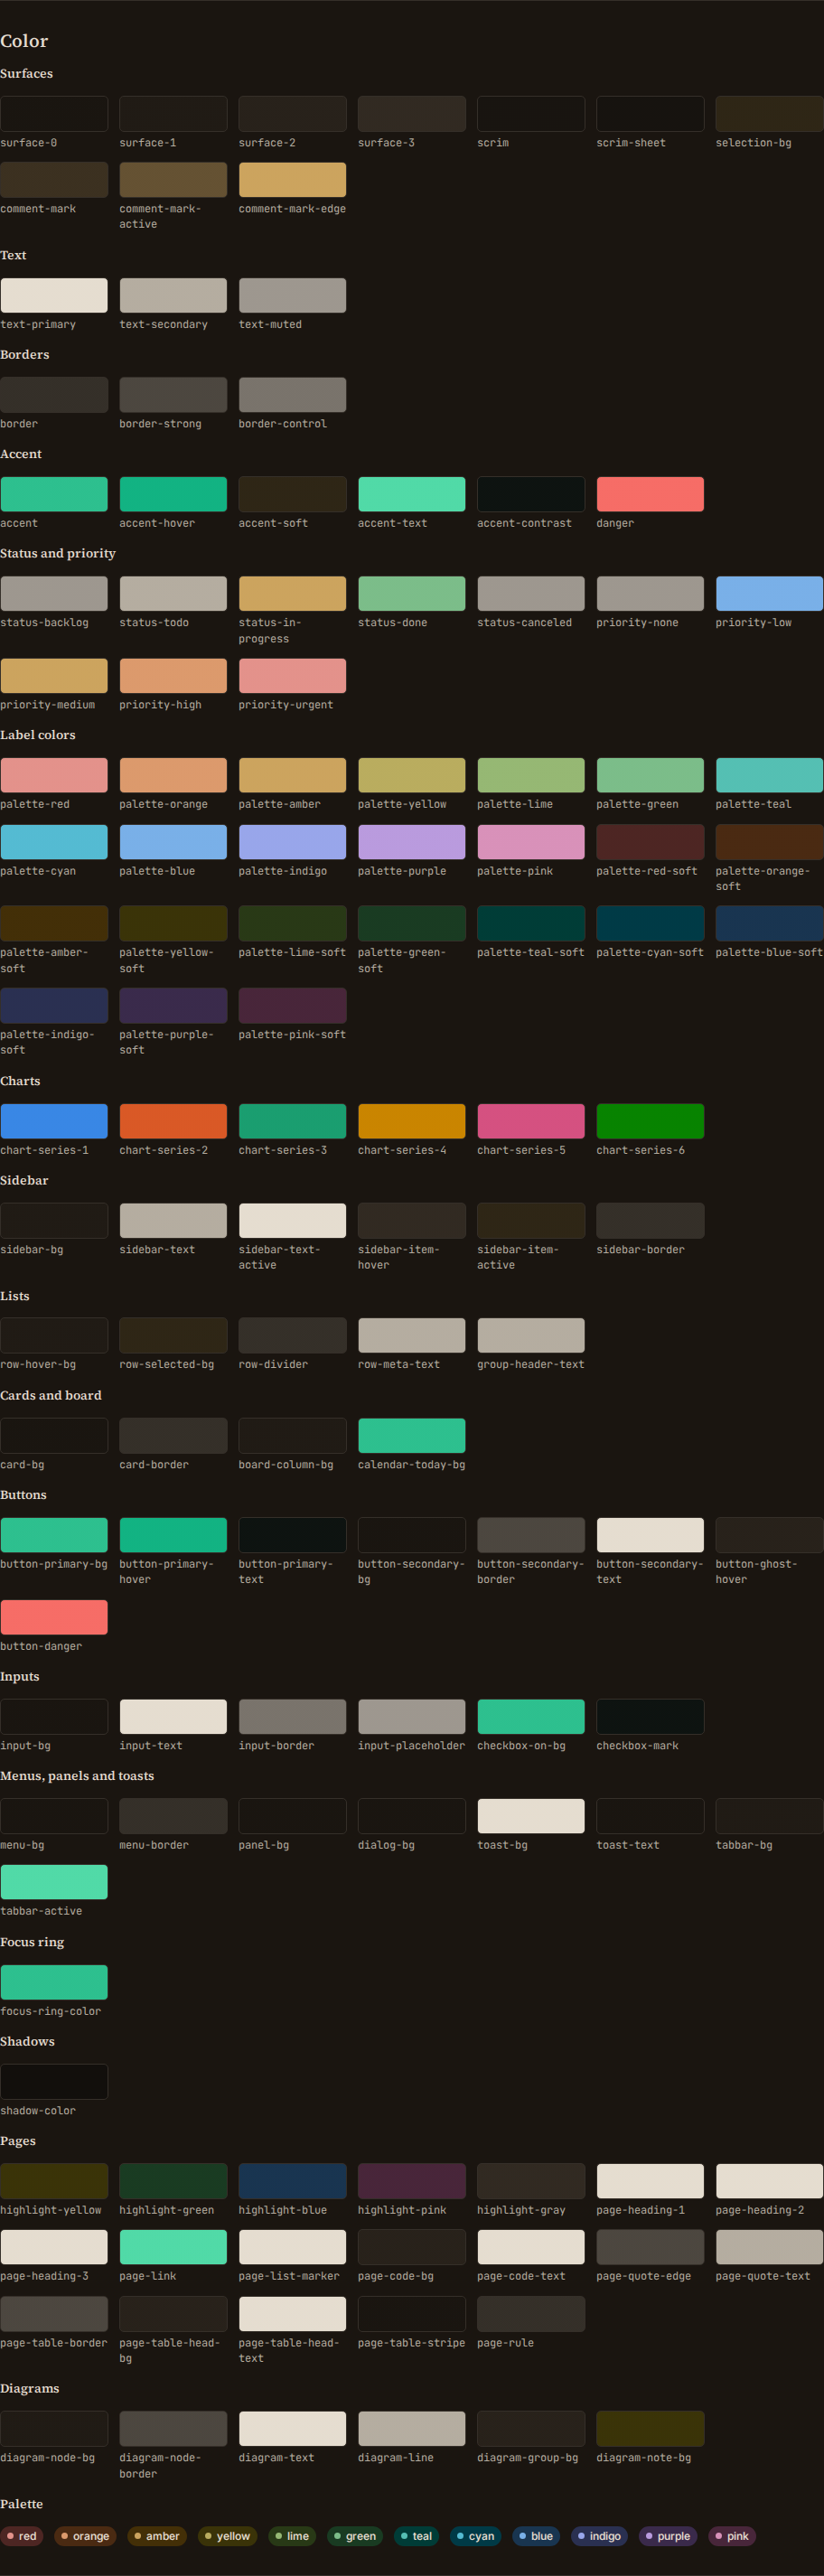 Color
Surfaces
surface-0 surface-1 surface-2 surface-3 scrim scrim-sheet selection-bg
comment-mark comment-mark-active comment-mark-edge
Text
text-primary text-secondary text-muted
Borders
border border-strong border-control
Accent
accent accent-hover accent-soft accent-text accent-contrast danger
Status and priority
status-backlog status-todo status-in-progress status-done status-canceled priority-none priority-low
priority-medium priority-high priority-urgent
Label colors
palette-red palette-orange palette-amber palette-yellow palette-lime palette-green palette-teal
palette-cyan palette-blue palette-indigo palette-purple palette-pink palette-red-soft palette-orange-soft
palette-amber-soft palette-yellow-soft palette-lime-soft palette-green-soft palette-teal-soft palette-cyan-soft palette-blue-soft
palette-indigo-soft palette-purple-soft palette-pink-soft
Charts
chart-series-1 chart-series-2 chart-series-3 chart-series-4 chart-series-5 chart-series-6
Sidebar
sidebar-bg sidebar-text sidebar-text-active sidebar-item-hover sidebar-item-active sidebar-border
Lists
row-hover-bg row-selected-bg row-divider row-meta-text group-header-text
Cards and board
card-bg card-border board-column-bg calendar-today-bg
Buttons
button-primary-bg button-primary-hover button-primary-text button-secondary-bg button-secondary-border button-secondary-text button-ghost-hover
button-danger
Inputs
input-bg input-text input-border input-placeholder checkbox-on-bg checkbox-mark
Menus, panels and toasts
menu-bg menu-border panel-bg dialog-bg toast-bg toast-text tabbar-bg
tabbar-active
Focus ring
focus-ring-color
Shadows
shadow-color
Pages
highlight-yellow highlight-green highlight-blue highlight-pink highlight-gray page-heading-1 page-heading-2
page-heading-3 page-link page-list-marker page-code-bg page-code-text page-quote-edge page-quote-text
page-table-border page-table-head-bg page-table-head-text page-table-stripe page-rule
Diagrams
diagram-node-bg diagram-node-border diagram-text diagram-line diagram-group-bg diagram-note-bg
Palette
red orange amber yellow lime green teal cyan blue indigo purple pink